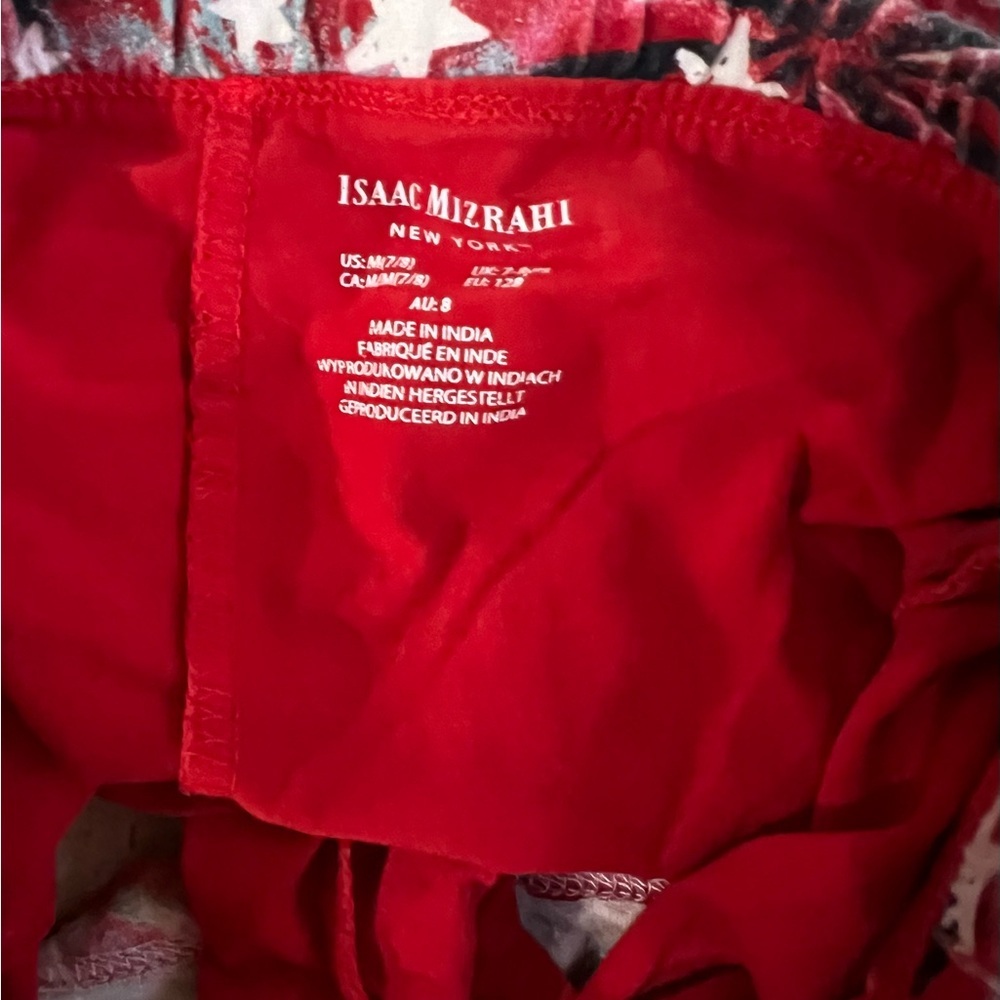 ISAAC MIZRAHI
NEW YORK™
US: M(7/8)
CA: M/M(7/8)
EU: 128
AU: 8
MADE IN INDIA
FABRIQUÉ EN INDE
WYPRODUKOWANO W INDIACH
IN INDIEN HERGESTELLT
GEPRODUCEERD IN INDIA